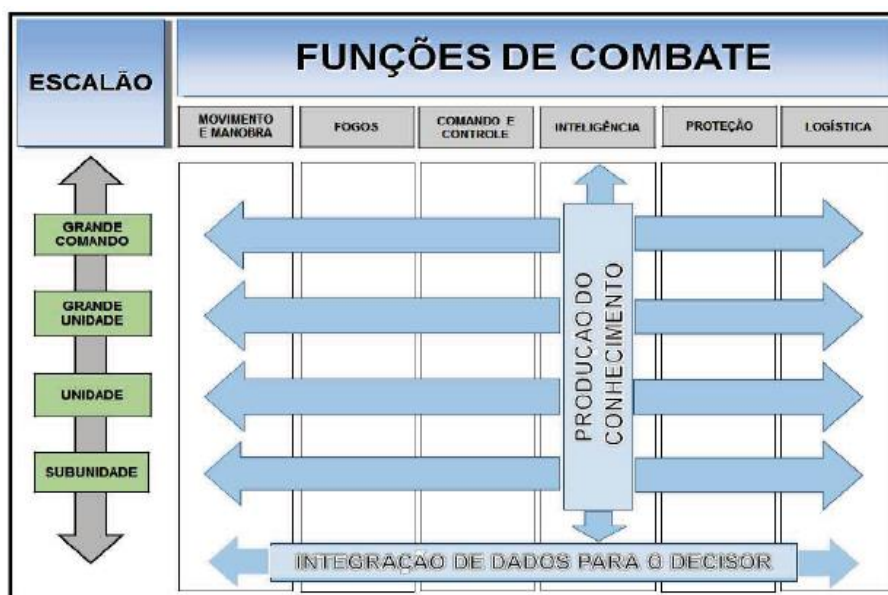 ESCALÃO
FUNÇÕES DE COMBATE
MOVIMENTO
E MANOBRA
FOGOS
COMANDO E
CONTROLE
INTELIGÊNCIA
PROTEÇÃO
LOGÍSTICA
GRANDE
COMANDO
GRANDE
UNIDADE
UNIDADE
SUBUNIDADE
PRODUCAO DO
CONHECIMENTO
INTEGRAÇÃO DE DADOS PARA O DECISOR